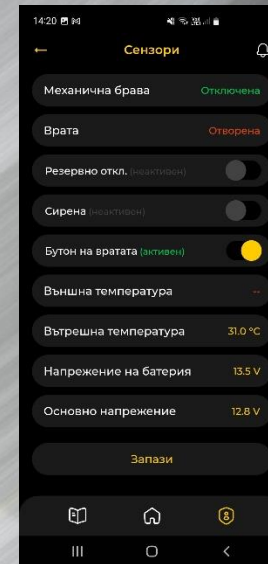 14:20
Сензори
Механична брава Отключена
Врата Отворена
Резервно откл. (неактивен)
Сирена (неактивен)
Бутон на вратата (активен)
Външна температура --
Вътрешна температура 31.0 °C
Напрежение на батерия 13.5 V
Основно напрежение 12.8 V
Запази